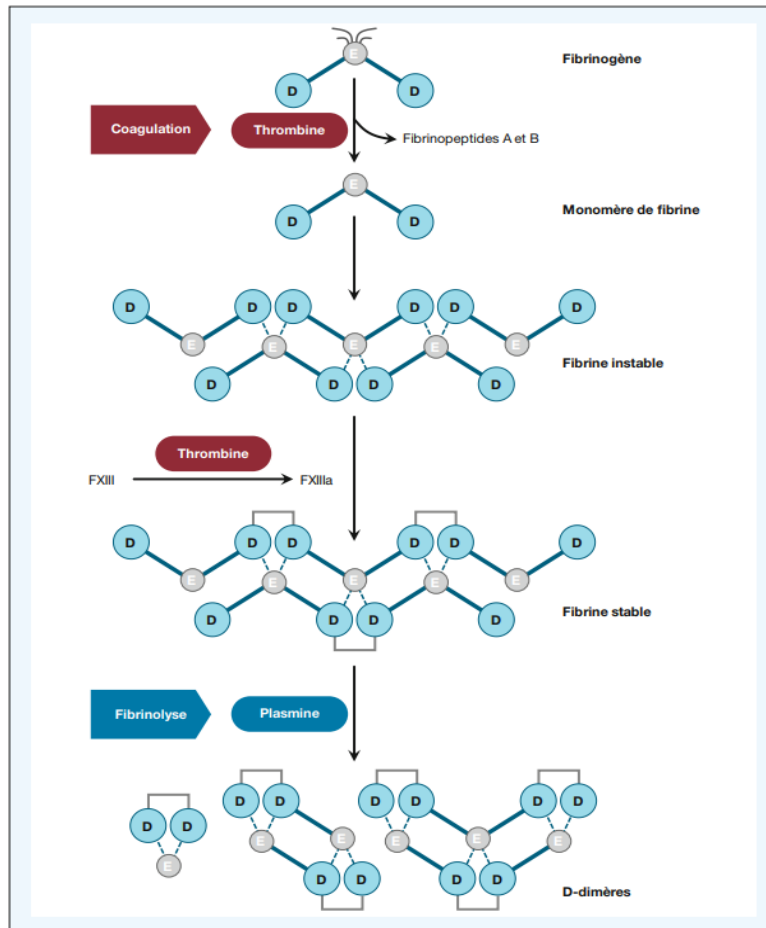 E
Fibrinogène
D D
Coagulation Thrombine
Fibrinopeptides A et B
E
Monomère de fibrine
D D
D D D D D D
E E E E E
Fibrine instable
D D D D
Thrombine
FXIII FXIIIa
D D D D D D
E E E E E
Fibrine stable
D D D D
Fibrinolyse Plasmine
D D D D D D
D D
E E E E E
E
D D D D
D-dimères